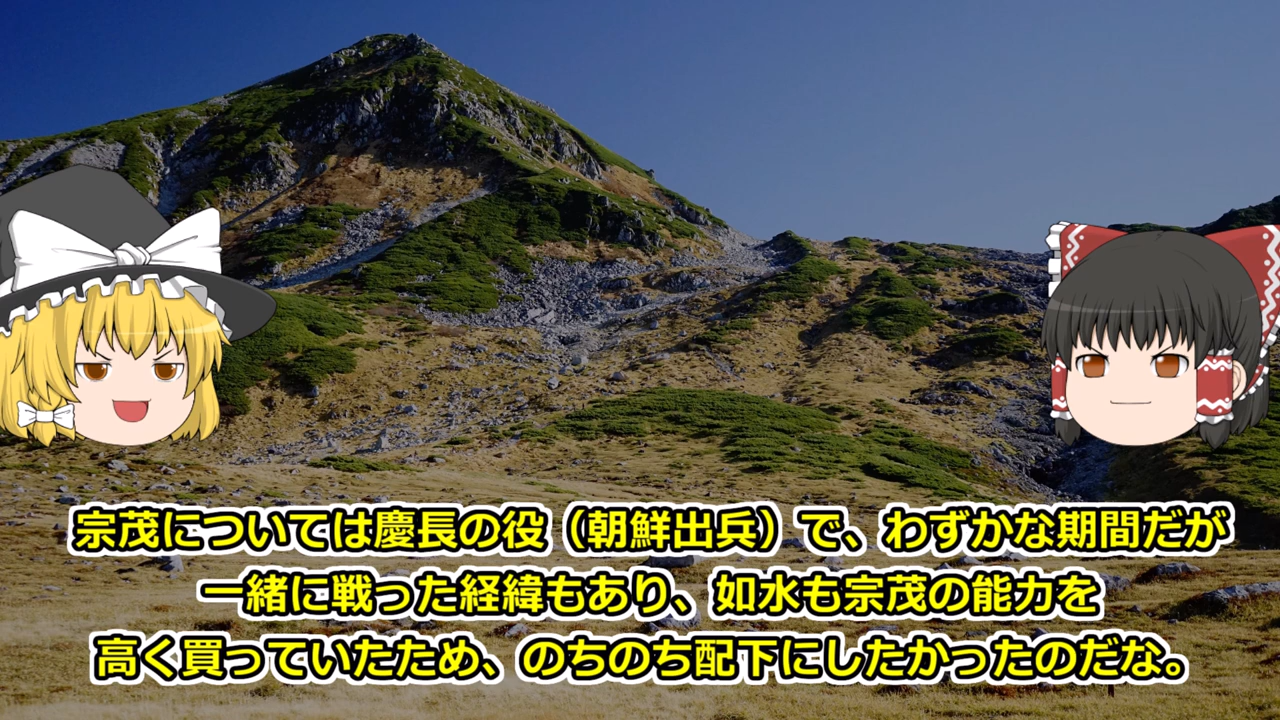 宗茂については慶長の役（朝鮮出兵）で、わずかな期間だが
一緒に戦った経緯もあり、如水も宗茂の能力を
高く買っていたため、のちのち配下にしたかったのだな。